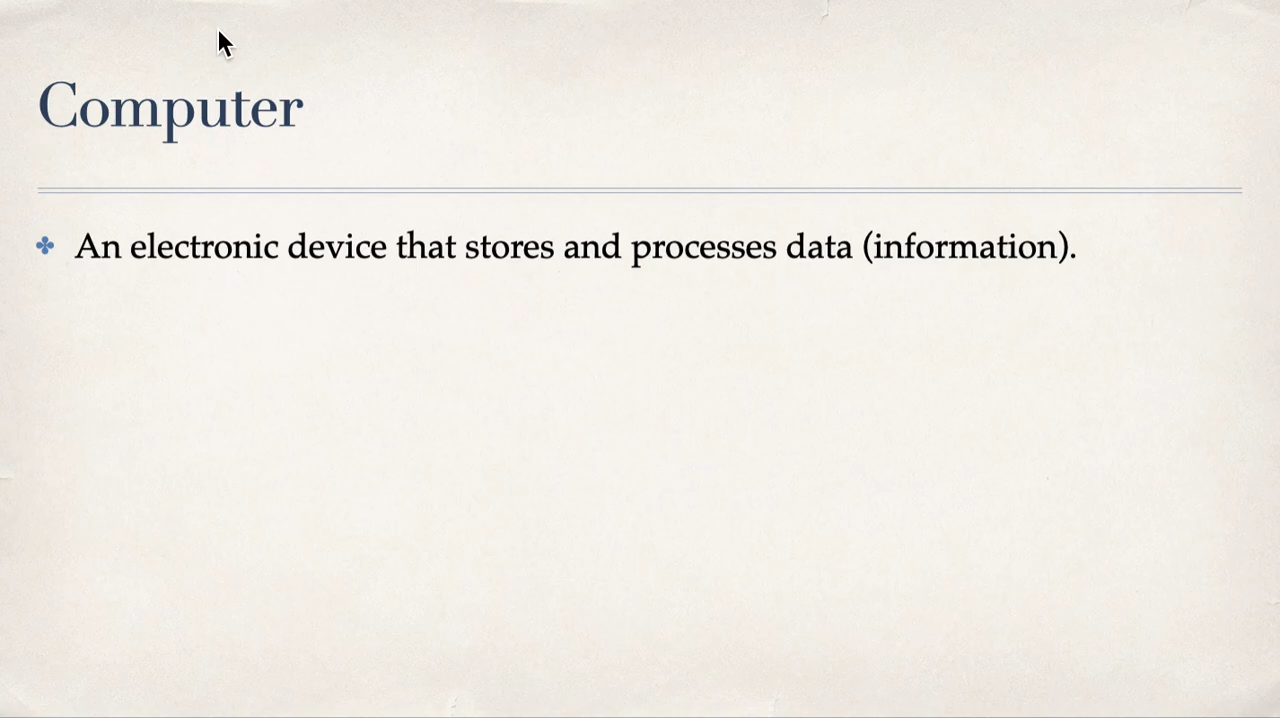 Computer
An electronic device that stores and processes data (information).